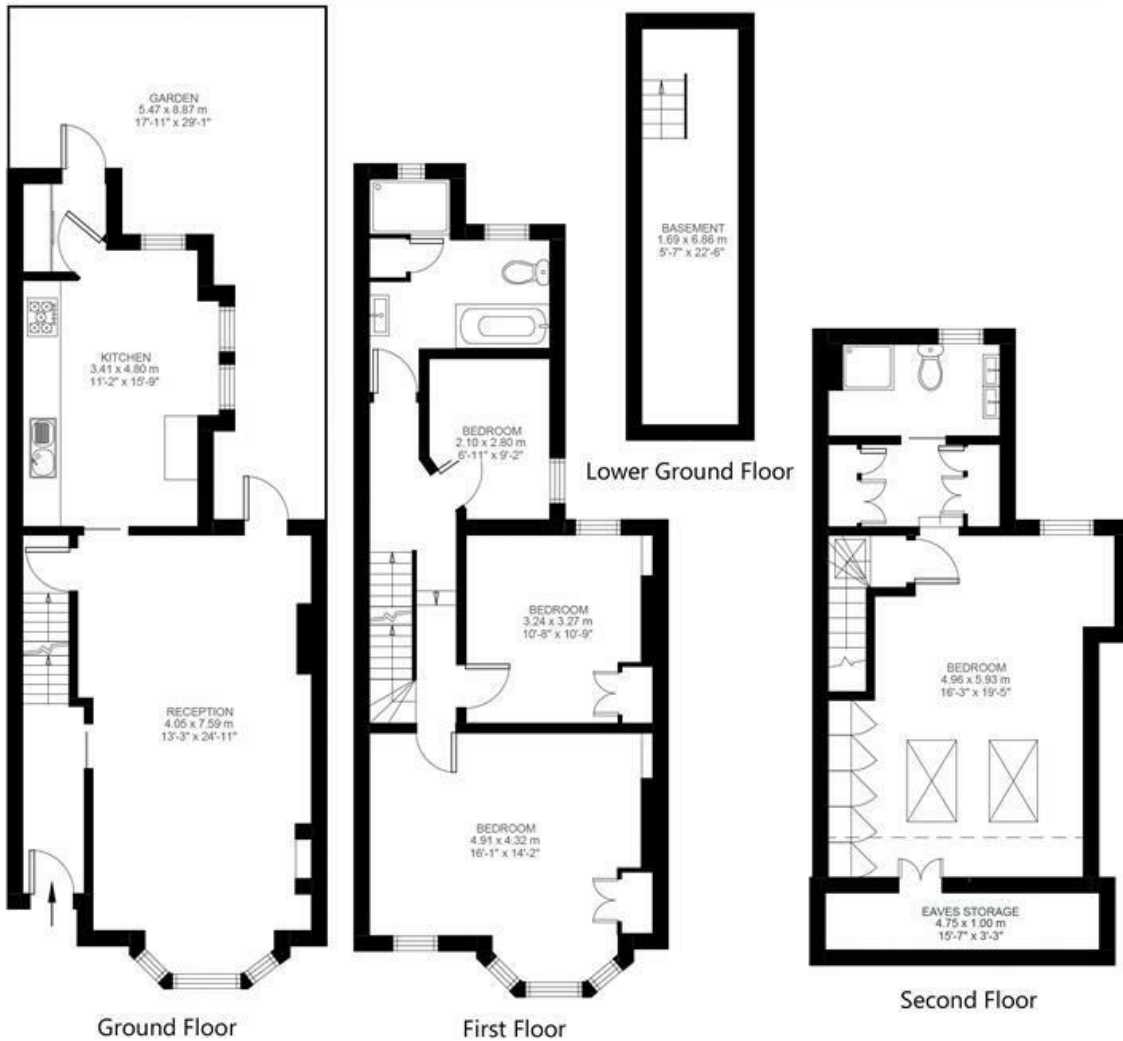 GARDEN
5.47 x 8.87 m
17'-11" x 29'-1"
KITCHEN
3.41 x 4.80 m
11'-2" x 15'-9"
RECEPTION
4.05 x 7.59 m
13'-3" x 24'-11"
Ground Floor
BEDROOM
2.10 x 2.80 m
6'-11" x 9'-2"
BEDROOM
3.24 x 3.27 m
10'-8" x 10'-9"
BEDROOM
4.91 x 4.32 m
16'-1" x 14'-2"
First Floor
BASEMENT
1.69 x 6.86 m
5'-7" x 22'-6"
Lower Ground Floor
BEDROOM
4.96 x 5.93 m
16'-3" x 19'-5"
EAVES STORAGE
4.75 x 1.00 m
15'-7" x 3'-3"
Second Floor